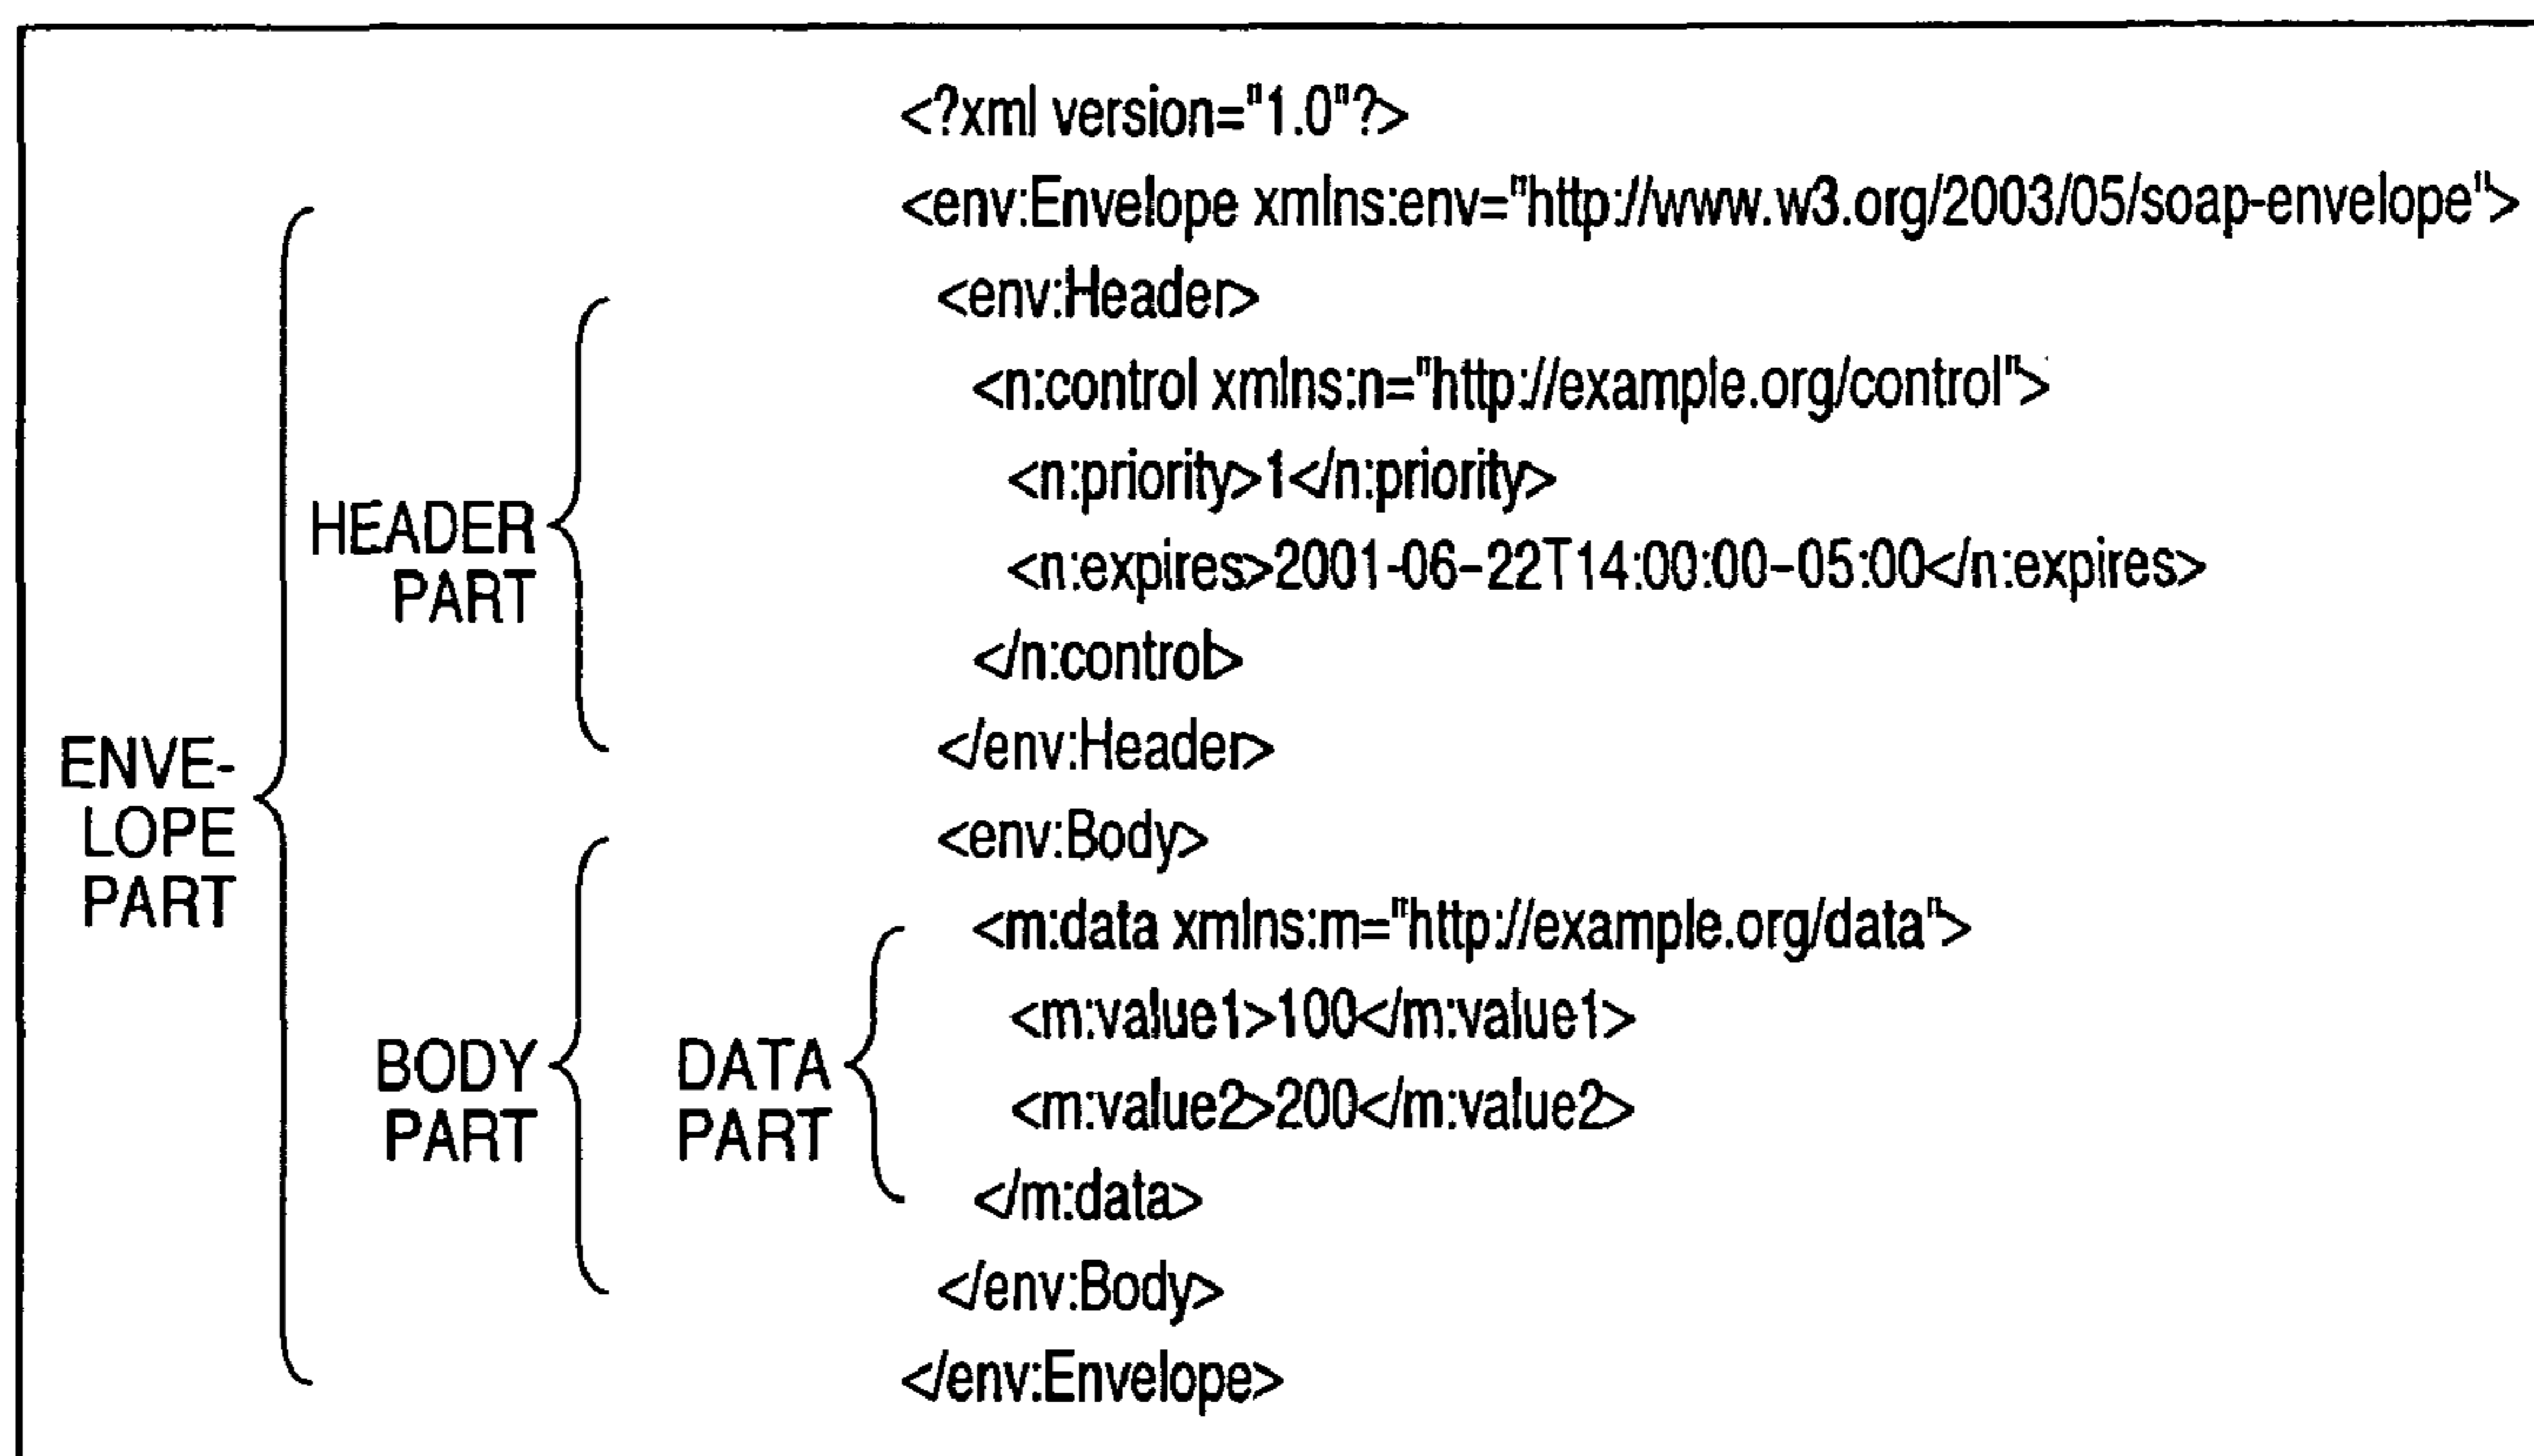 <?xml version="1.0"?>
<env:Envelope xmlns:env="http://www.w3.org/2003/05/soap-envelope">
<env:Header>
<n:control xmlns:n="http://example.org/control">
<n:priority>1</n:priority>
<n:expires>2001-06-22T14:00:00-05:00</n:expires>
</n:control>
</env:Header>
<env:Body>
<m:data xmlns:m="http://example.org/data">
<m:value1>100</m:value1>
<m:value2>200</m:value2>
</m:data>
</env:Body>
</env:Envelope>
ENVE-
LOPE
PART
HEADER
PART
BODY
PART
DATA
PART